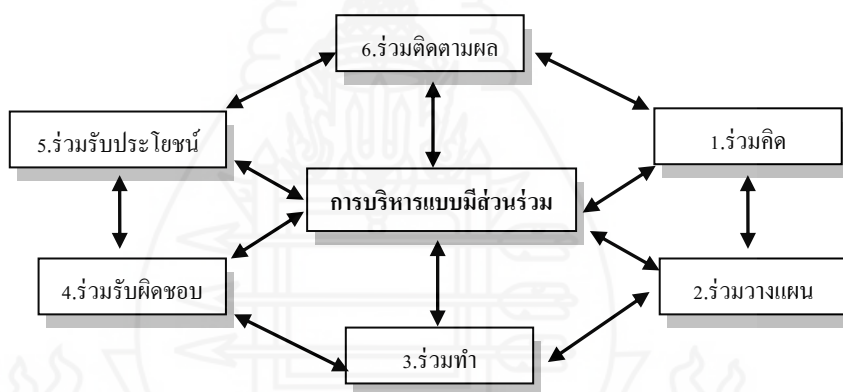 6.ร่วมติดตามผล
5.ร่วมรับประโยชน์
1.ร่วมคิด
การบริหารแบบมีส่วนร่วม
4.ร่วมรับผิดชอบ
2.ร่วมวางแผน
3.ร่วมทำ